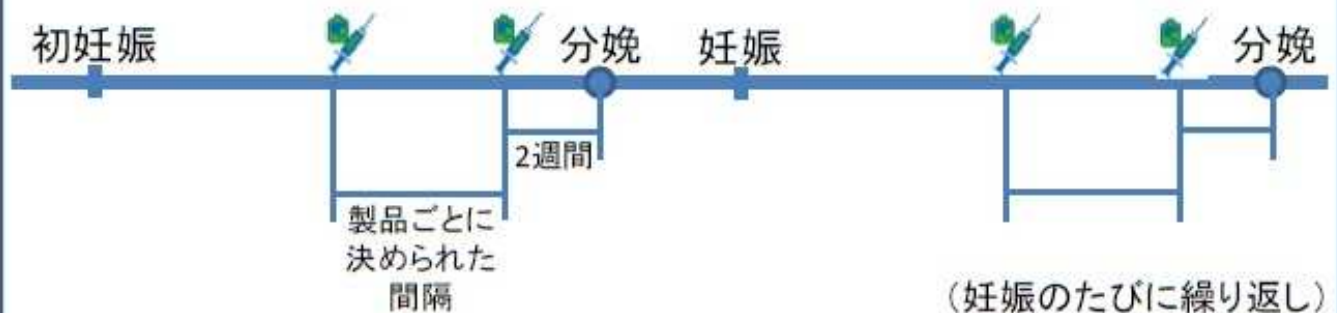 初妊娠
分娩
妊娠
分娩
2週間
製品ごとに
決められた
間隔
（妊娠のたびに繰り返し）